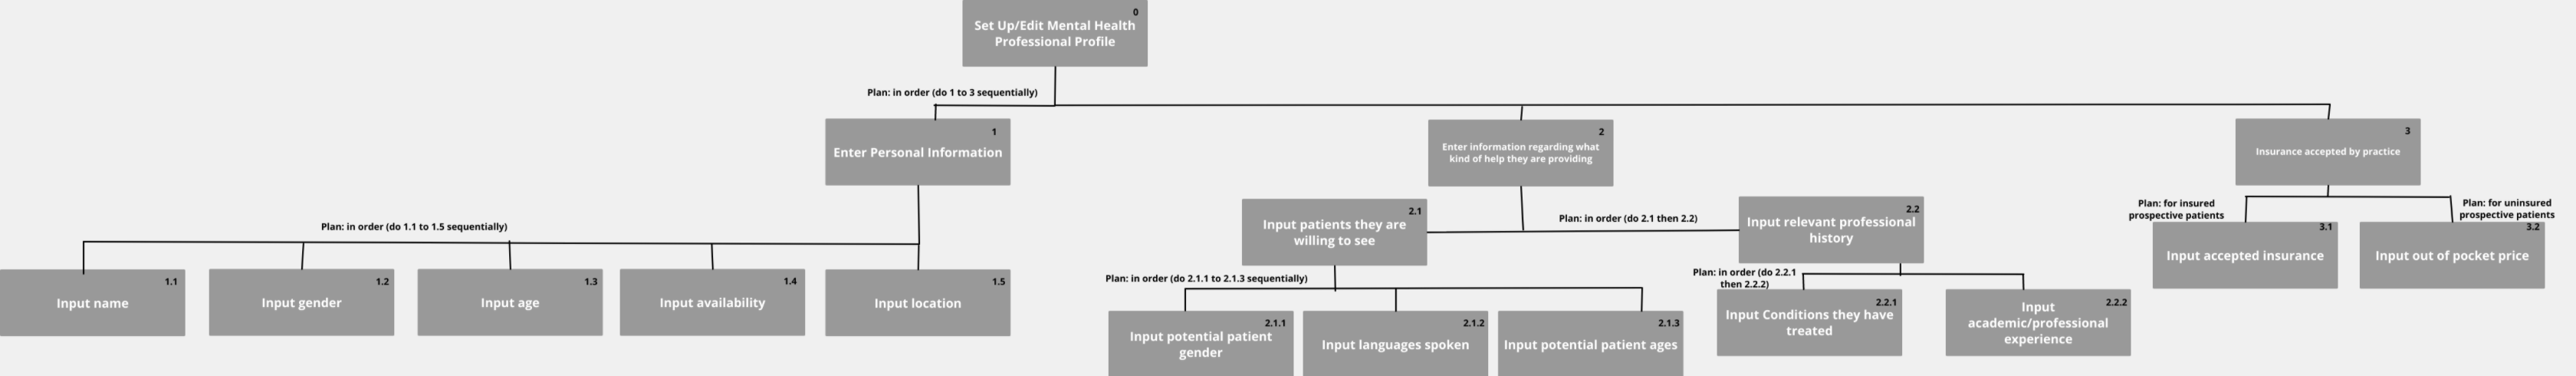 0
Set Up/Edit Mental Health
Professional Profile
Plan: in order (do 1 to 3 sequentially)
1
Enter Personal Information
2
Enter information regarding what
kind of help they are providing
3
Insurance accepted by practice
Plan: in order (do 1.1 to 1.5 sequentially)
1.1
Input name
1.2
Input gender
1.3
Input age
1.4
Input availability
1.5
Input location
2.1
Input patients they are
willing to see
Plan: in order (do 2.1 then 2.2)
2.2
Input relevant professional
history
Plan: in order (do 2.1.1 to 2.1.3 sequentially)
2.1.1
Input potential patient
gender
2.1.2
Input languages spoken
2.1.3
Input potential patient ages
Plan: in order (do 2.2.1
then 2.2.2)
2.2.1
Input Conditions they have
treated
2.2.2
Input
academic/professional
experience
Plan: for insured
prospective patients
3.1
Input accepted insurance
Plan: for uninsured
prospective patients
3.2
Input out of pocket price